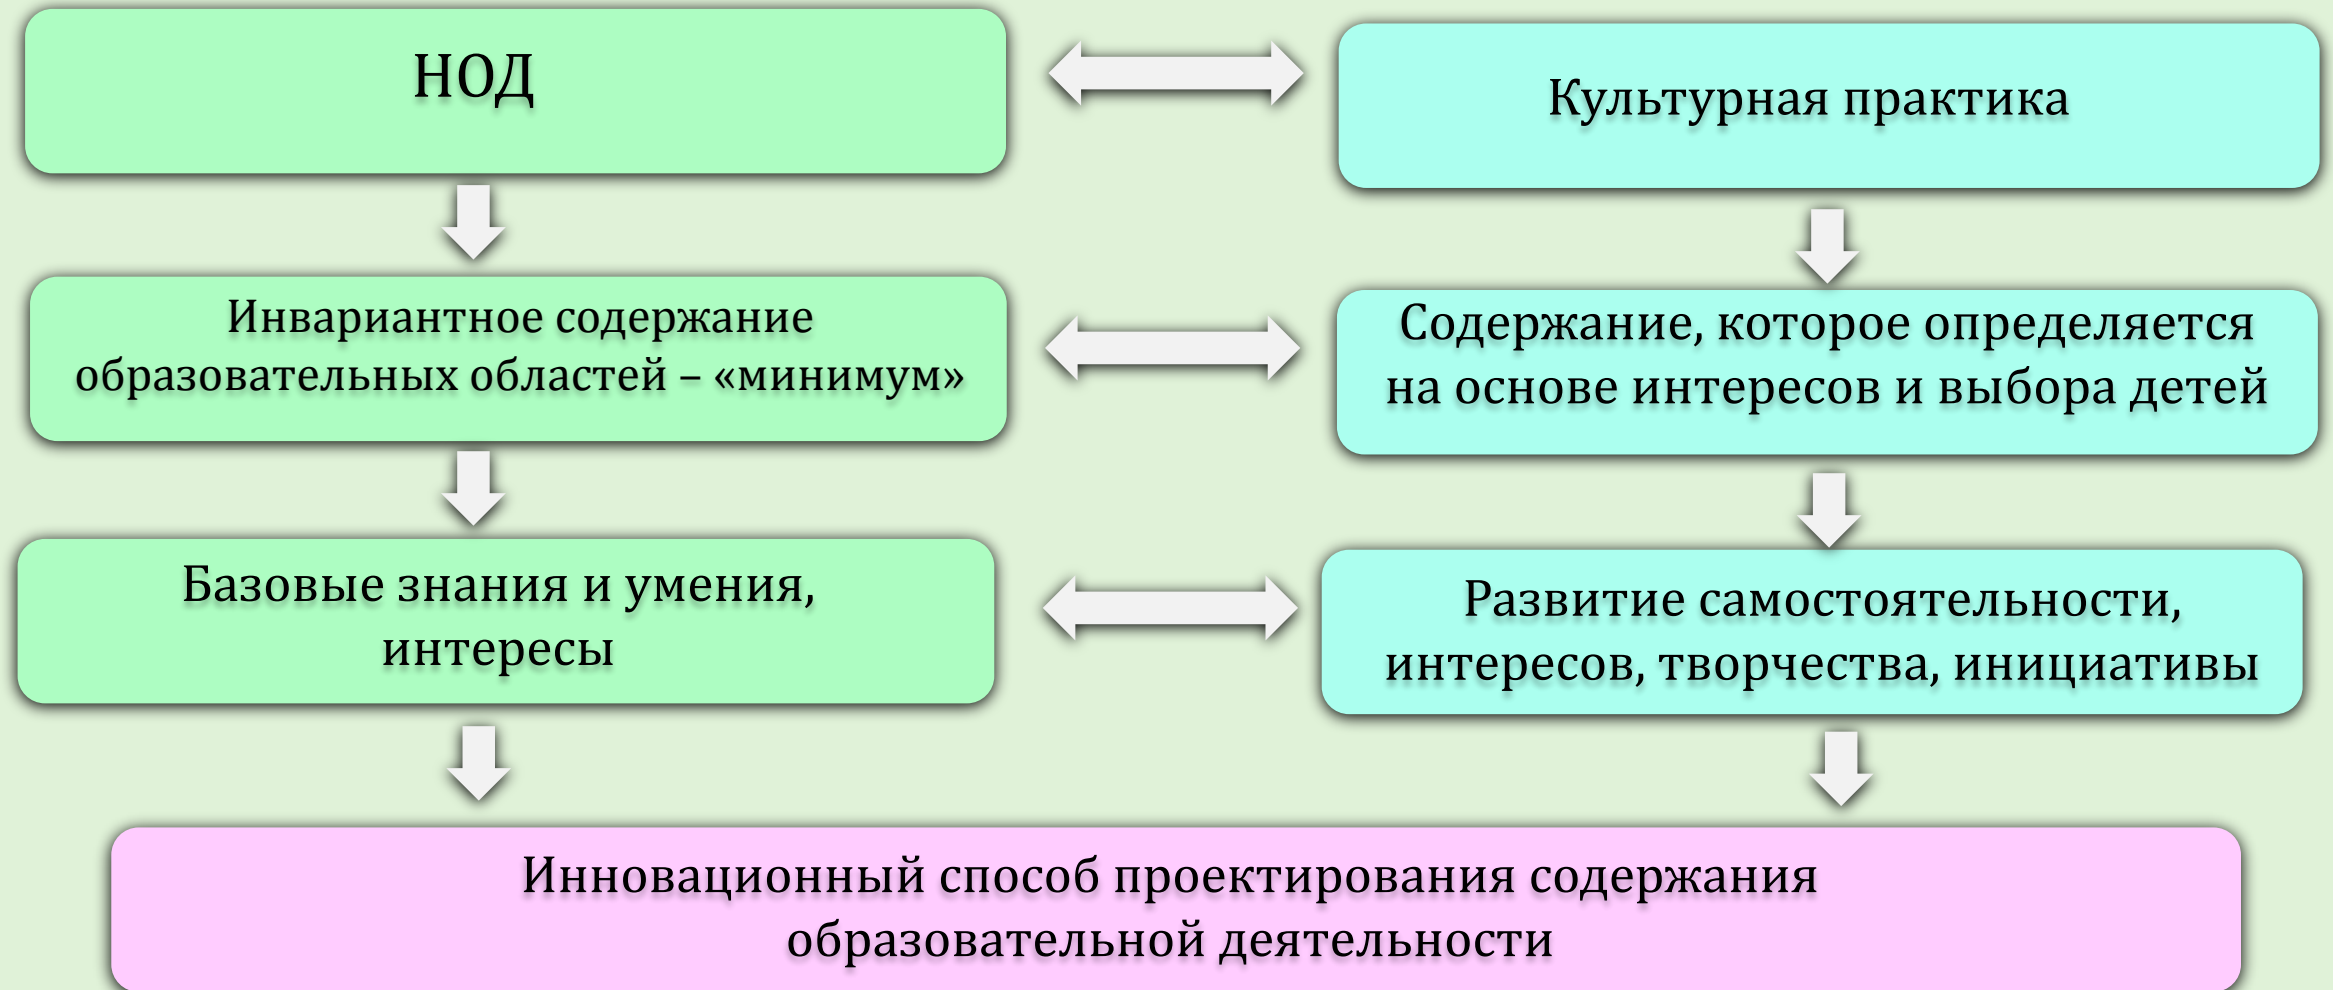 НОД
Культурная практика
Инвариантное содержание
образовательных областей – «минимум»
Содержание, которое определяется
на основе интересов и выбора детей
Базовые знания и умения,
интересы
Развитие самостоятельности,
интересов, творчества, инициативы
Инновационный способ проектирования содержания
образовательной деятельности